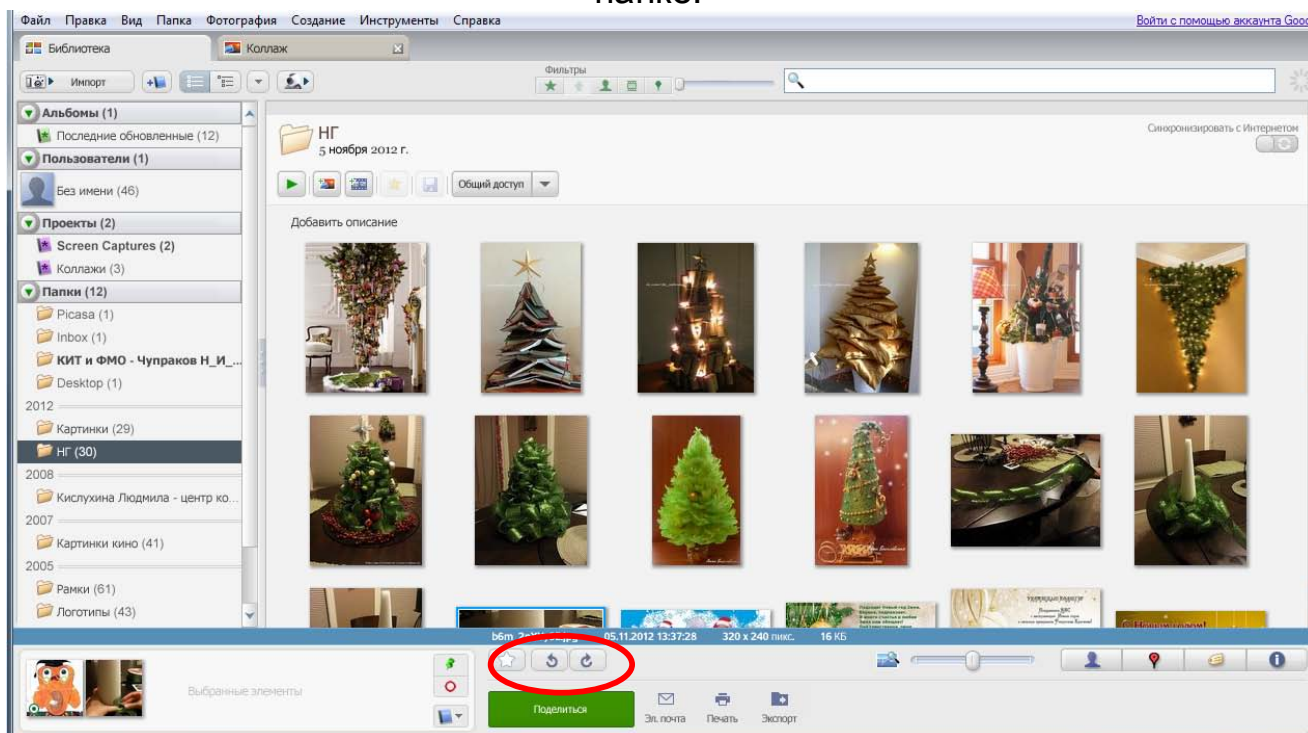 папке.
Файл Правка Вид Папка Фотография Создание Инструменты Справка
Войти с помощью аккаунта Goo
Библиотека
Коллаж
Импорт
Фильтры
Альбомы (1)
Последние обновленные (12)
Пользователи (1)
Без имени (46)
Проекты (2)
Screen Captures (2)
Коллажи (3)
Папки (12)
Picasa (1)
Inbox (1)
КИТ и ФМО - Чупраков Н_И_...
Desktop (1)
2012
Картинки (29)
НГ (30)
2008
Кислухина Людмила - центр ко...
2007
Картинки кино (41)
2005
Рамки (61)
Логотипы (43)
НГ
5 ноября 2012 г.
Синхронизировать с Интернетом
Общий доступ
Добавить описание
05.11.2012 13:37:28 320 x 240 пикс. 16 КБ
Выбранные элементы
Поделиться
Эл. почта
Печать
Экспорт